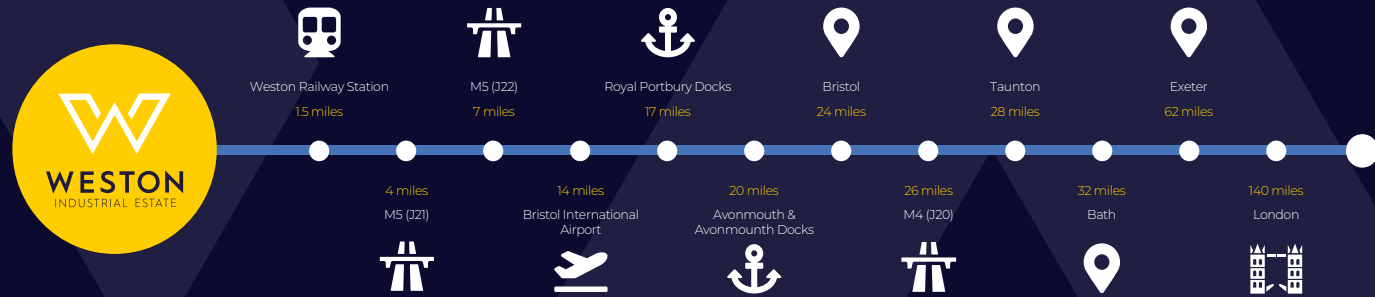 WESTON
INDUSTRIAL ESTATE
Weston Railway Station
1.5 miles
4 miles
M5 (J21)
M5 (J22)
7 miles
14 miles
Bristol International
Airport
Royal Portbury Docks
17 miles
20 miles
Avonmouth &
Avonmounth Docks
Bristol
24 miles
26 miles
M4 (J20)
Taunton
28 miles
32 miles
Bath
Exeter
62 miles
140 miles
London